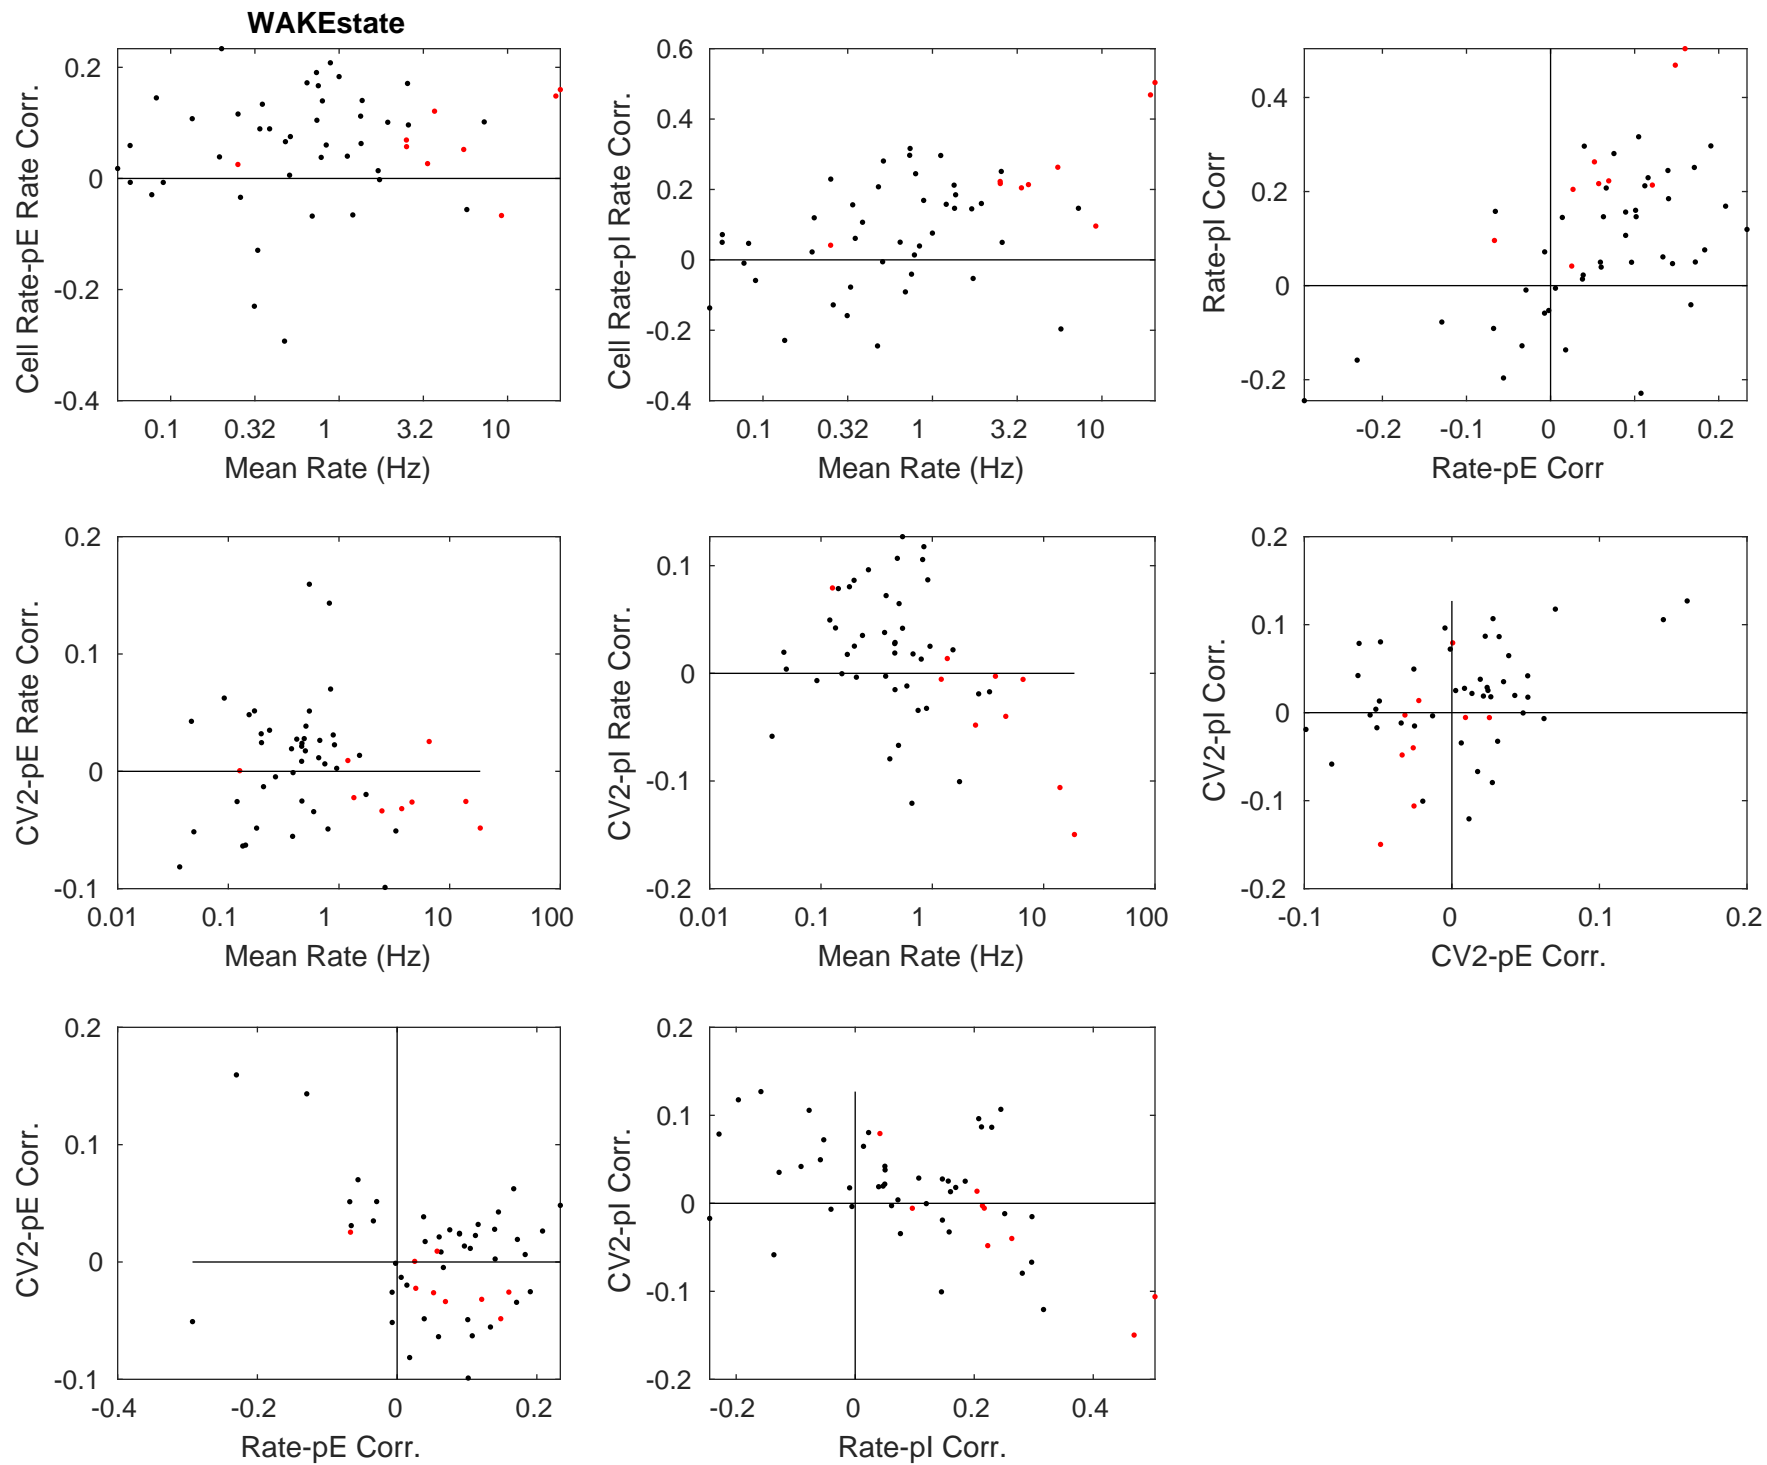 WAKEstate
0.2
0
-0.2
-0.4
0.1 0.32 1 3.2 10
Mean Rate (Hz)
Cell Rate-pE Rate Corr.
0.6
0.4
0.2
0
-0.2
-0.4
0.1 0.32 1 3.2 10
Mean Rate (Hz)
Cell Rate-pI Rate Corr.
0.4
0.2
0
-0.2
-0.2 -0.1 0 0.1 0.2
Rate-pE Corr
Rate-pI Corr
0.2
0.1
0
-0.1
0.01 0.1 1 10 100
Mean Rate (Hz)
CV2-pE Rate Corr.
0.1
0
-0.1
-0.2
0.01 0.1 1 10 100
Mean Rate (Hz)
CV2-pI Rate Corr.
0.2
0.1
0
-0.1
-0.2
-0.1 0 0.1 0.2
CV2-pE Corr.
CV2-pI Corr.
0.2
0.1
0
-0.1
-0.4 -0.2 0 0.2
Rate-pE Corr.
CV2-pE Corr.
0.2
0.1
0
-0.1
-0.2
-0.2 0 0.2 0.4
Rate-pI Corr.
CV2-pI Corr.